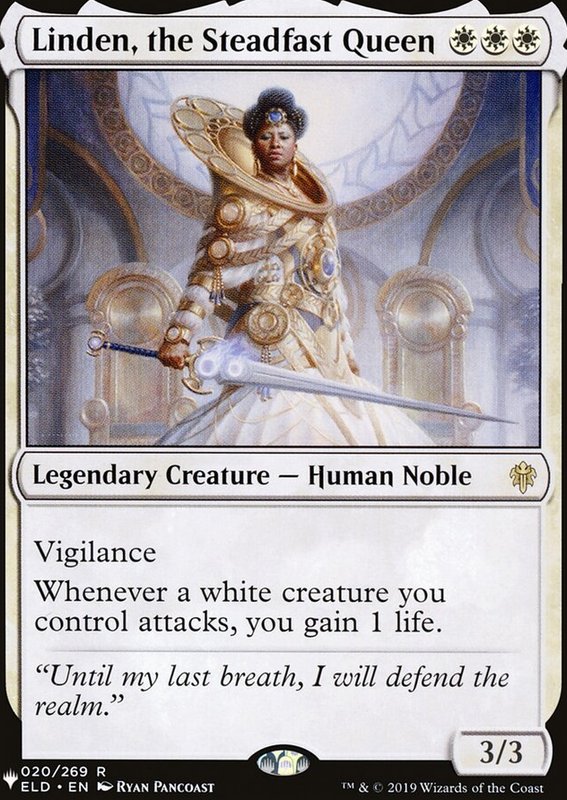 Linden, the Steadfast Queen
Legendary Creature — Human Noble
Vigilance
Whenever a white creature you
control attacks, you gain 1 life.
“Until my last breath, I will defend the
realm.”
3/3
020/269 R
ELD • EN Ryan Pancoast
™ & © 2019 Wizards of the Coast